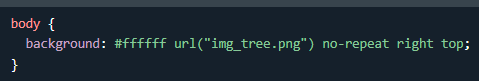 body {
  background: #ffffff url("img_tree.png") no-repeat right top;
}